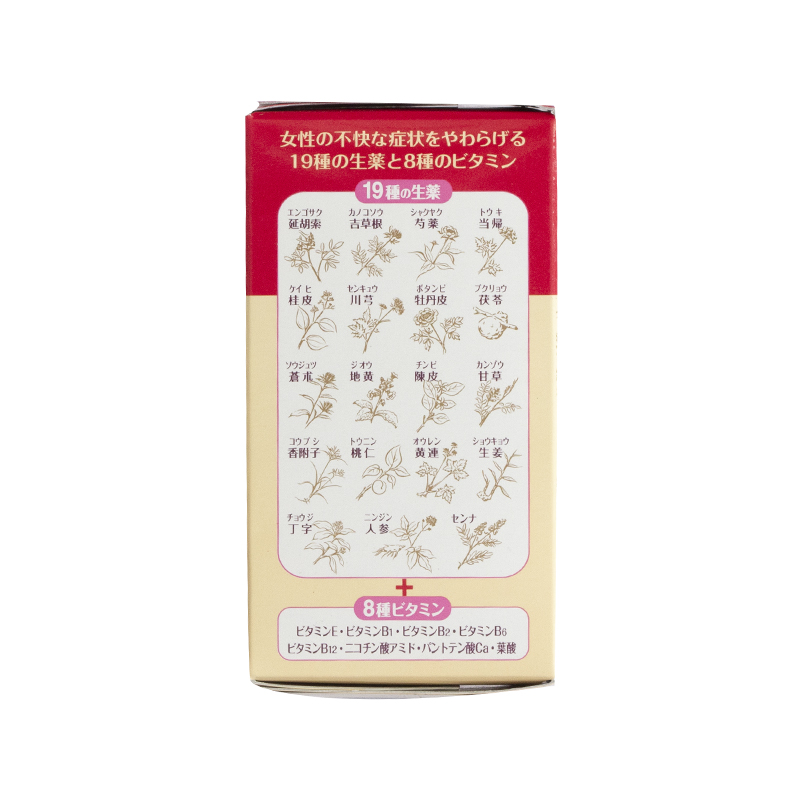 女性の不快な症状をやわらげる
19種の生薬と8種のビタミン
19種の生薬
エンゴサク カノコソウ シャクヤク トウキ
延胡索 吉草根 芍薬 当帰
ケイヒ センキュウ ボタンピ ブクリョウ
桂皮 川芎 牡丹皮 茯苓
ソウジュツ ジオウ チンピ カンゾウ
蒼朮 地黄 陳皮 甘草
コウブシ トウニン オウレン ショウキョウ
香附子 桃仁 黄連 生姜
チョウジ ニンジン センナ
丁字 人参
+
8種ビタミン
ビタミンE・ビタミンB1・ビタミンB2・ビタミンB6
ビタミンB12・ニコチン酸アミド・パントテン酸Ca・葉酸